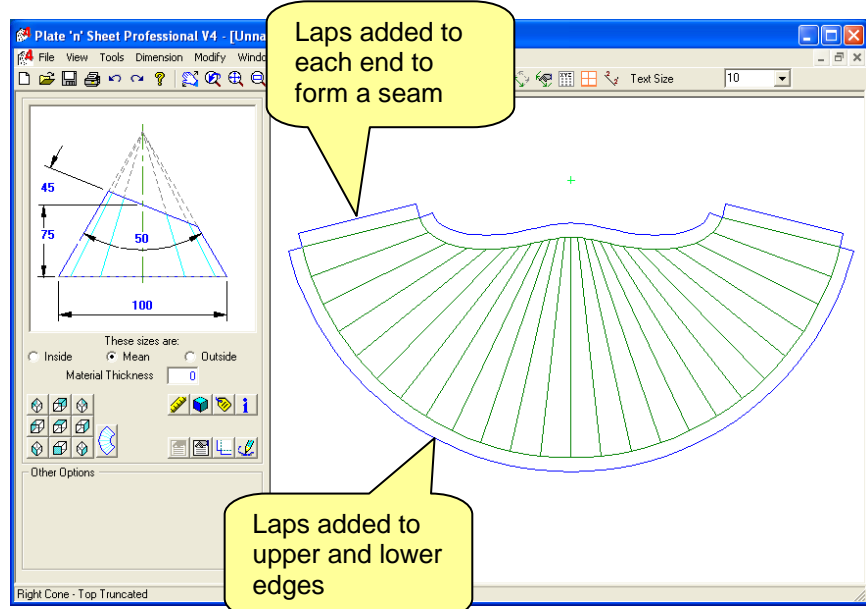 Plate 'n' Sheet Professional V4 - [Unna
Laps added to
each end to
form a seam
File View Tools Dimension Modify Windo
Text Size 10
45
75
50
100
These sizes are:
Inside Mean Outside
Material Thickness 0
Other Options
Laps added to
upper and lower
edges
Right Cone - Top Truncated